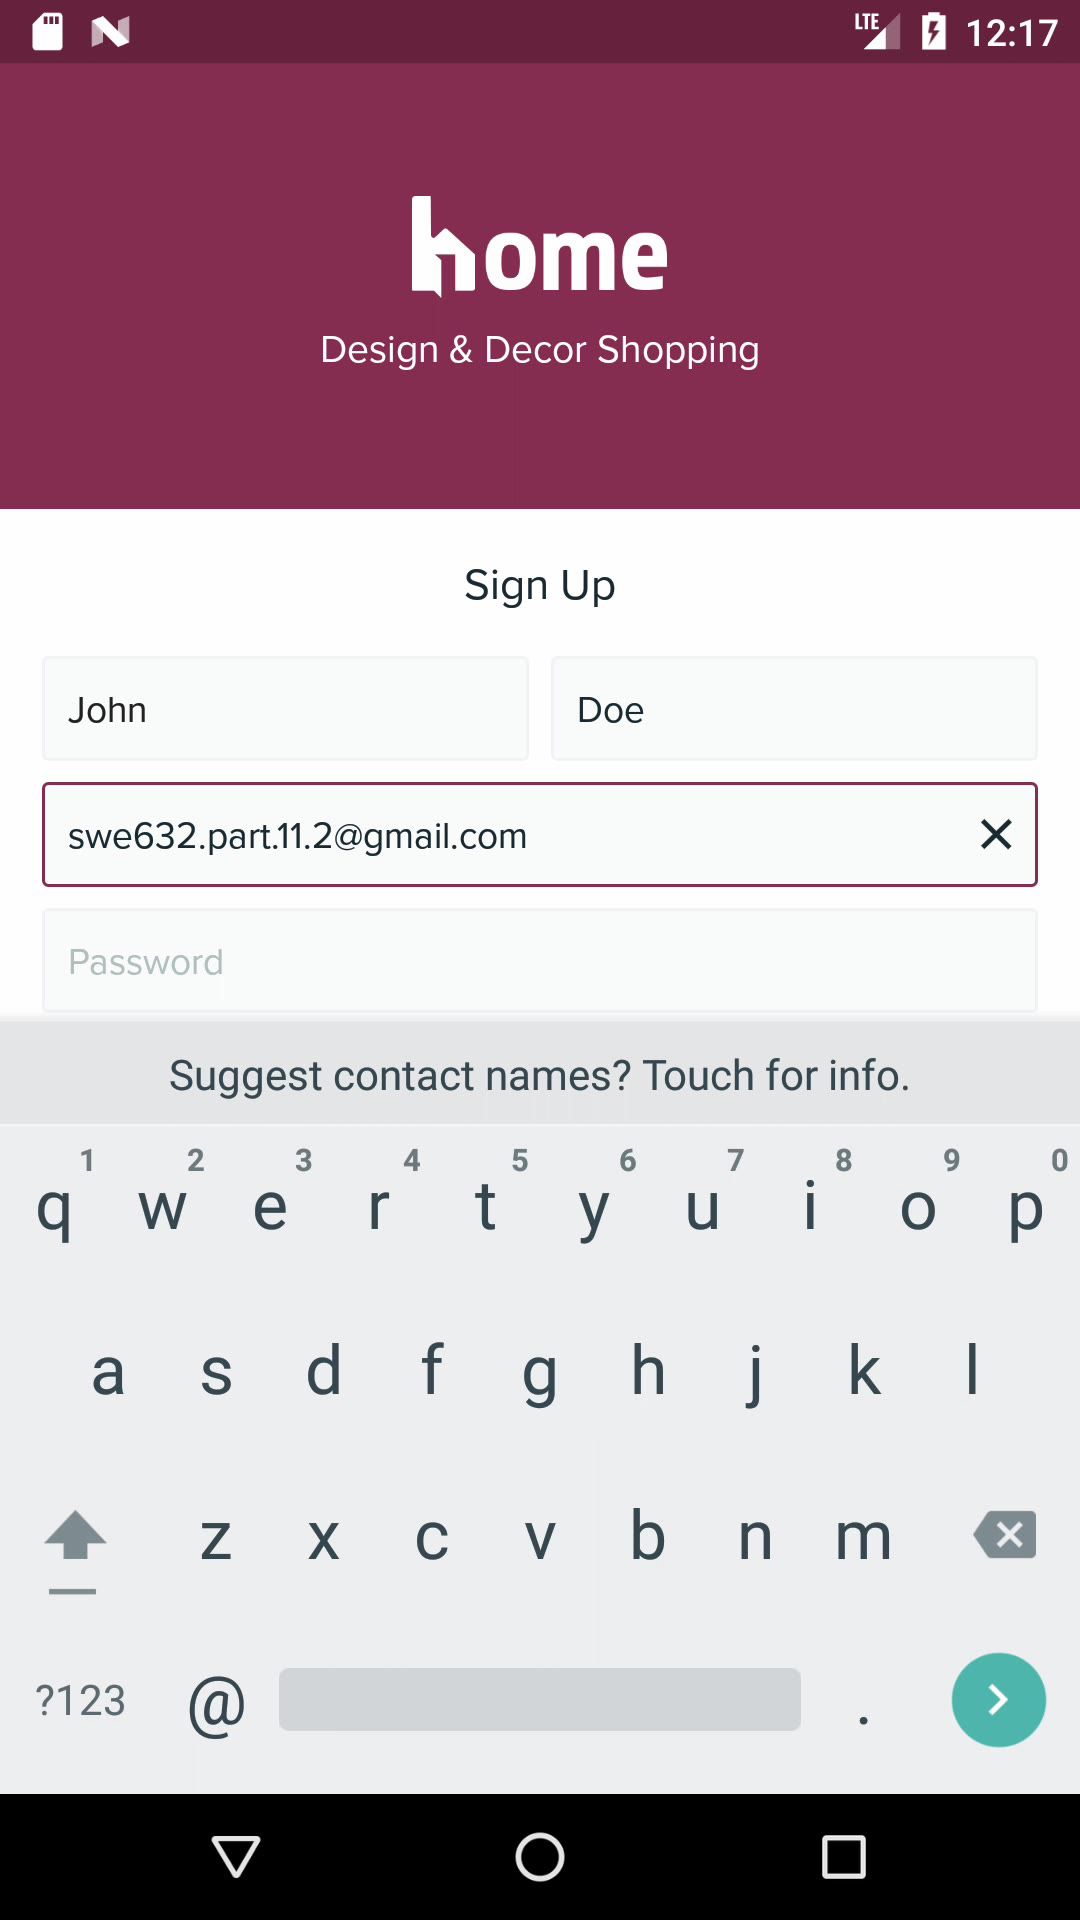 LTE 12:17
home
Design & Decor Shopping
Sign Up
John Doe
swe632.part.11.2@gmail.com
Password
Suggest contact names? Touch for info.
1 2 3 4 5 6 7 8 9 0
q w e r t y u i o p
a s d f g h j k l
z x c v b n m
?123 @ .